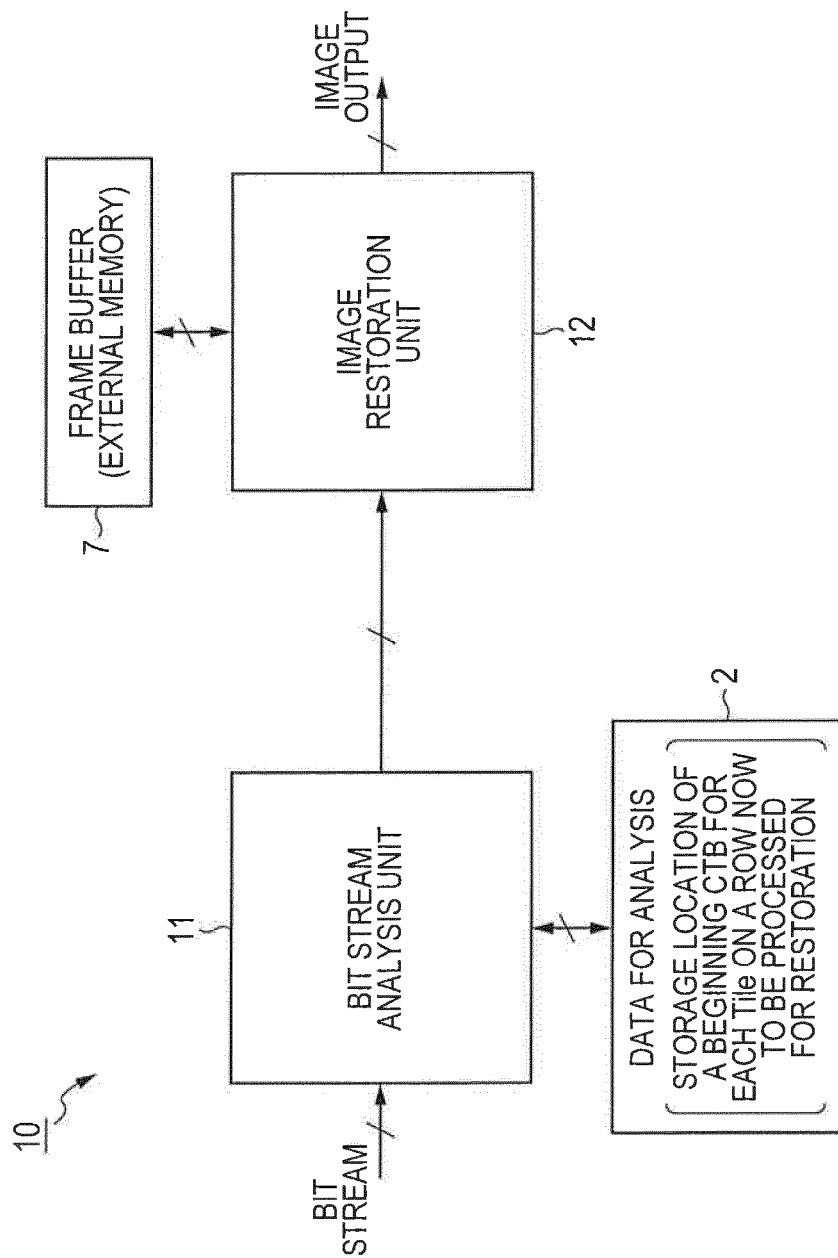 10
BIT
STREAM
11
BIT STREAM
ANALYSIS UNIT
2
DATA FOR ANALYSIS
STORAGE LOCATION OF
A BEGINNING CTB FOR
EACH Tile ON A ROW NOW
TO BE PROCESSED
FOR RESTORATION
7
FRAME BUFFER
(EXTERNAL MEMORY)
IMAGE
RESTORATION
UNIT
12
IMAGE
OUTPUT